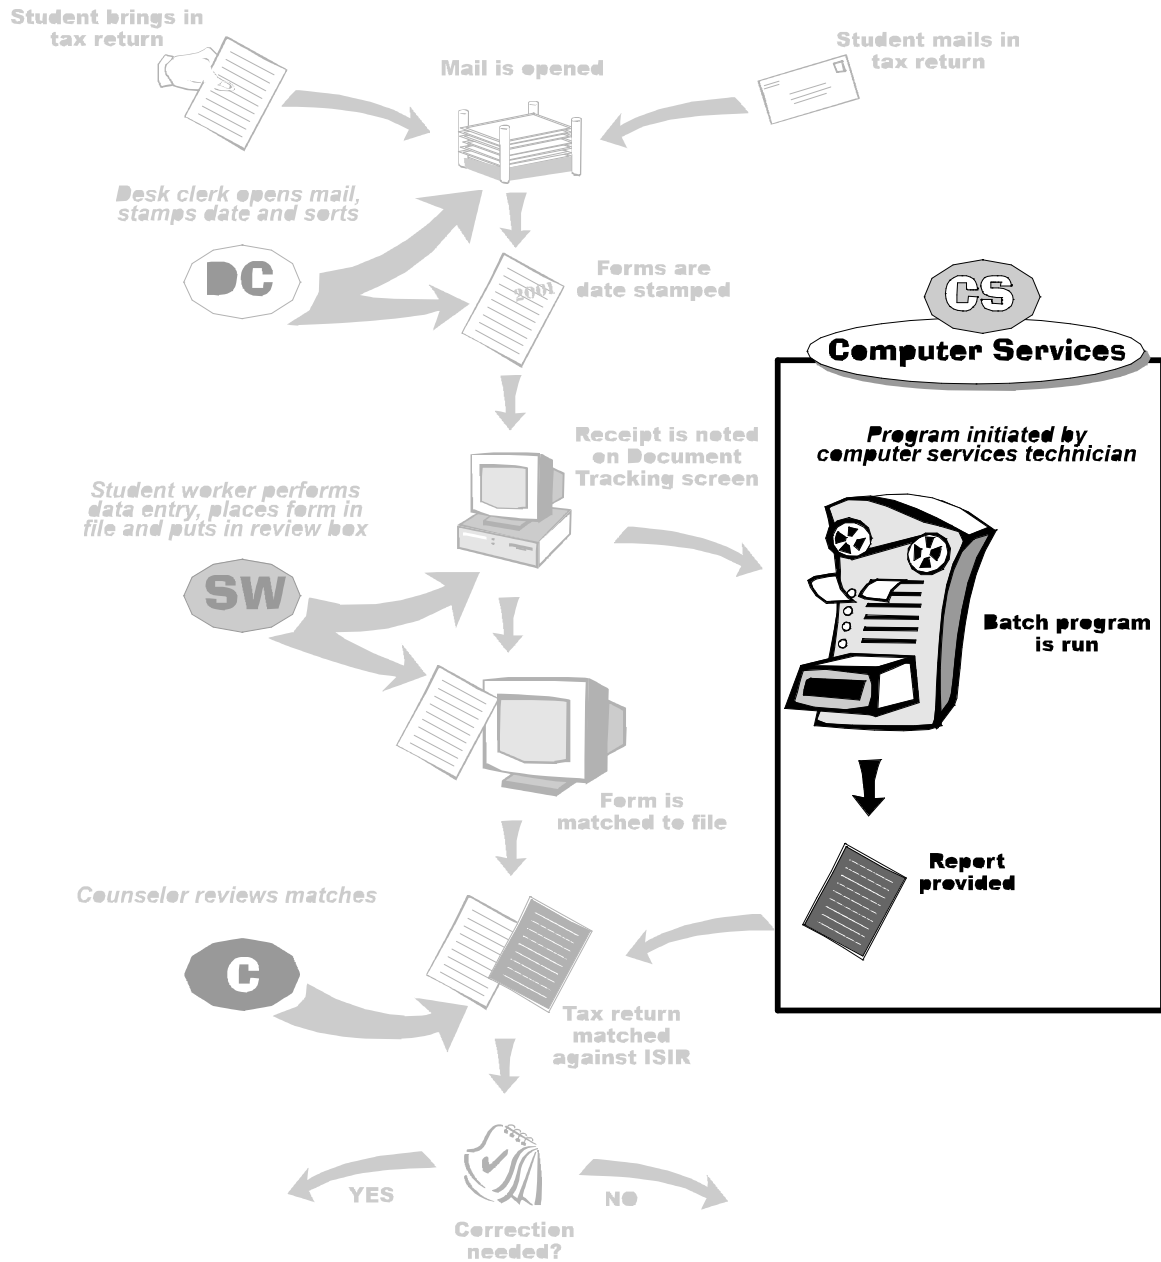 Student brings in
tax return
Mail is opened
Student mails in
tax return
Desk clerk opens mail,
stamps date and sorts
DC
2001
Forms are
date stamped
CS
Computer Services
Program initiated by
computer services technician
Receipt is noted
on Document
Tracking screen
Student worker performs
data entry, places form in
file and puts in review box
SW
Batch program
is run
Form is
matched to file
Report
provided
Counselor reviews matches
C
Tax return
matched
against ISIR
YES
NO
Correction
needed?